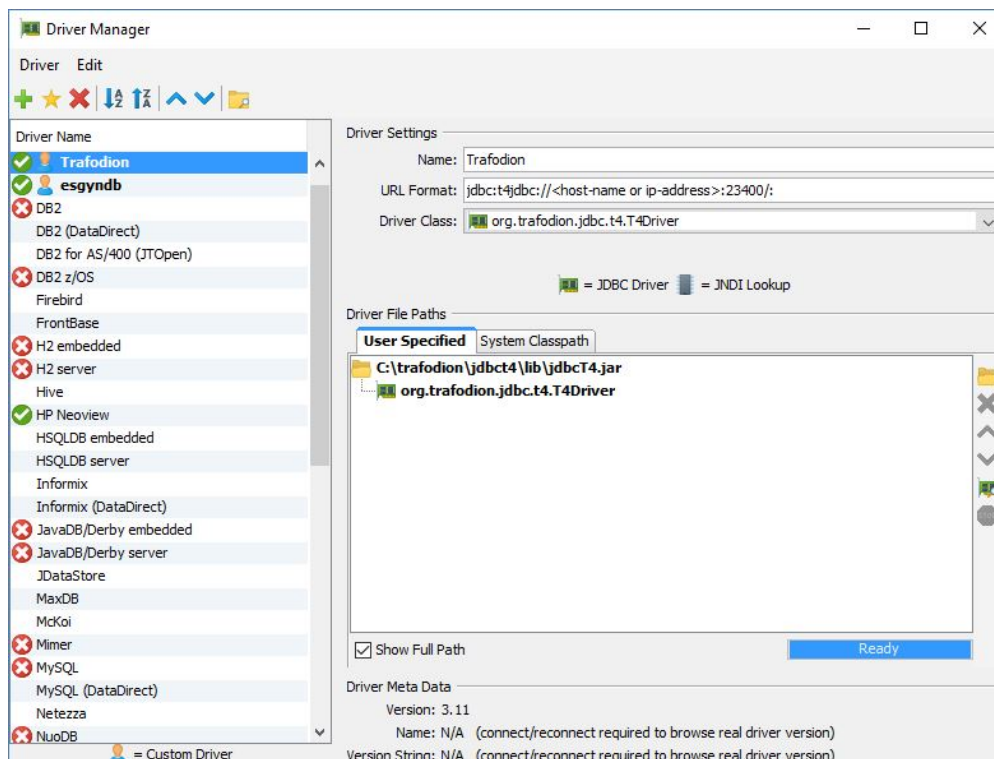 Driver Manager
Driver Edit
Driver Name
Trafodion
esgyndb
DB2
DB2 (DataDirect)
DB2 for AS/400 (JTOpen)
DB2 z/OS
Firebird
FrontBase
H2 embedded
H2 server
Hive
HP Neoview
HSQLDB embedded
HSQLDB server
Informix
Informix (DataDirect)
JavaDB/Derby embedded
JavaDB/Derby server
JDataStore
MaxDB
McKoi
Mimer
MySQL
MySQL (DataDirect)
Netezza
NuoDB
= Custom Driver
Driver Settings
Name: Trafodion
URL Format: jdbc:t4jdbc://<host-name or ip-address>:23400/:
Driver Class: org.trafodion.jdbc.t4.T4Driver
= JDBC Driver = JNDI Lookup
Driver File Paths
User Specified System Classpath
C:\trafodion\jdbct4\lib\jdbcT4.jar
org.trafodion.jdbc.t4.T4Driver
Show Full Path Ready
Driver Meta Data
Version: 3.11
Name: N/A (connect/reconnect required to browse real driver version)
Version String: N/A (connect/reconnect required to browse real driver version)